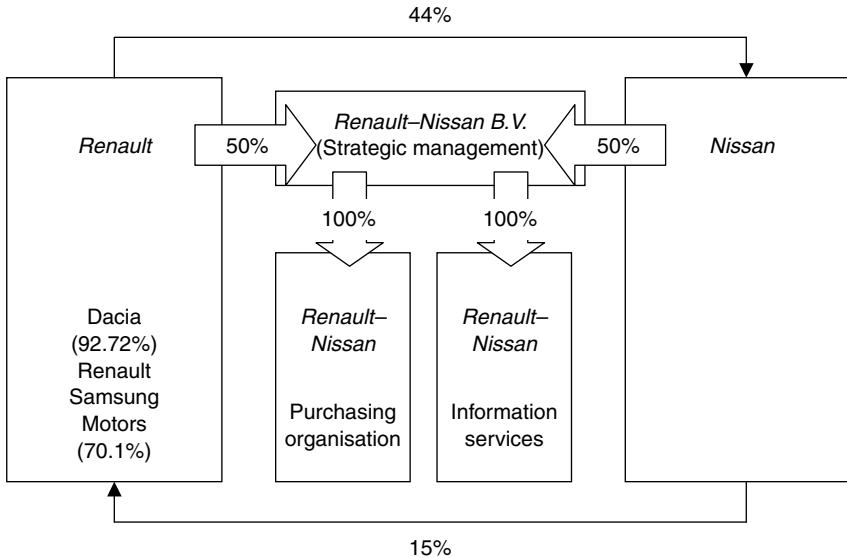 44%
Renault
50%
Renault–Nissan B.V.
(Strategic management)
50%
Nissan
100%
100%
Dacia
(92.72%)
Renault
Samsung
Motors
(70.1%)
Renault–
Nissan
Purchasing
organisation
Renault–
Nissan
Information
services
15%